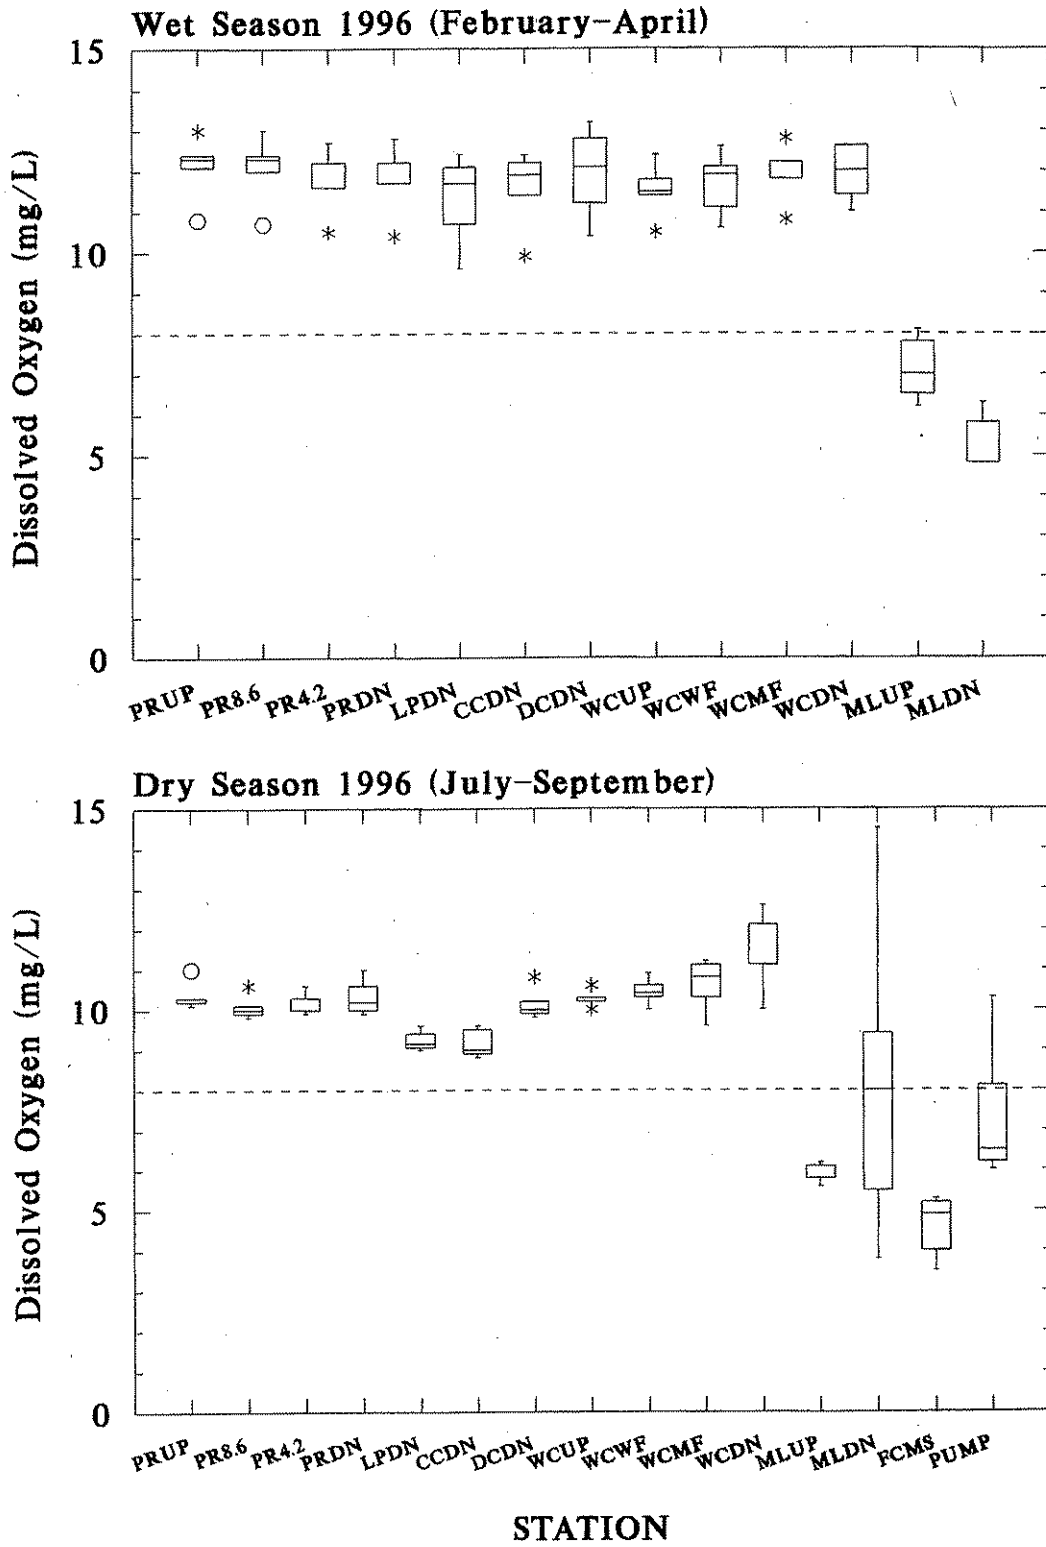 Wet Season 1996 (February-April)
15
10
5
0
Dissolved Oxygen (mg/L)
PRUP PR8.6 PR4.2 PRDN LPDN CCDN DCDN WCUP WCWF WCMF WCDN MLUP MLDN
Dry Season 1996 (July-September)
15
10
5
0
Dissolved Oxygen (mg/L)
PRUP PR8.6 PR4.2 PRDN LPDN CCDN DCDN WCUP WCWF WCMF WCDN MLUP MLDN FCMS PUMP
STATION